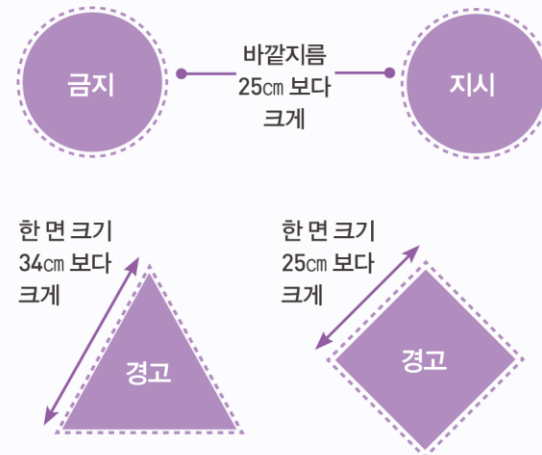 금지
바깥지름
25㎝ 보다
크게
지시
한 면 크기
34㎝ 보다
크게
경고
한 면 크기
25㎝ 보다
크게
경고